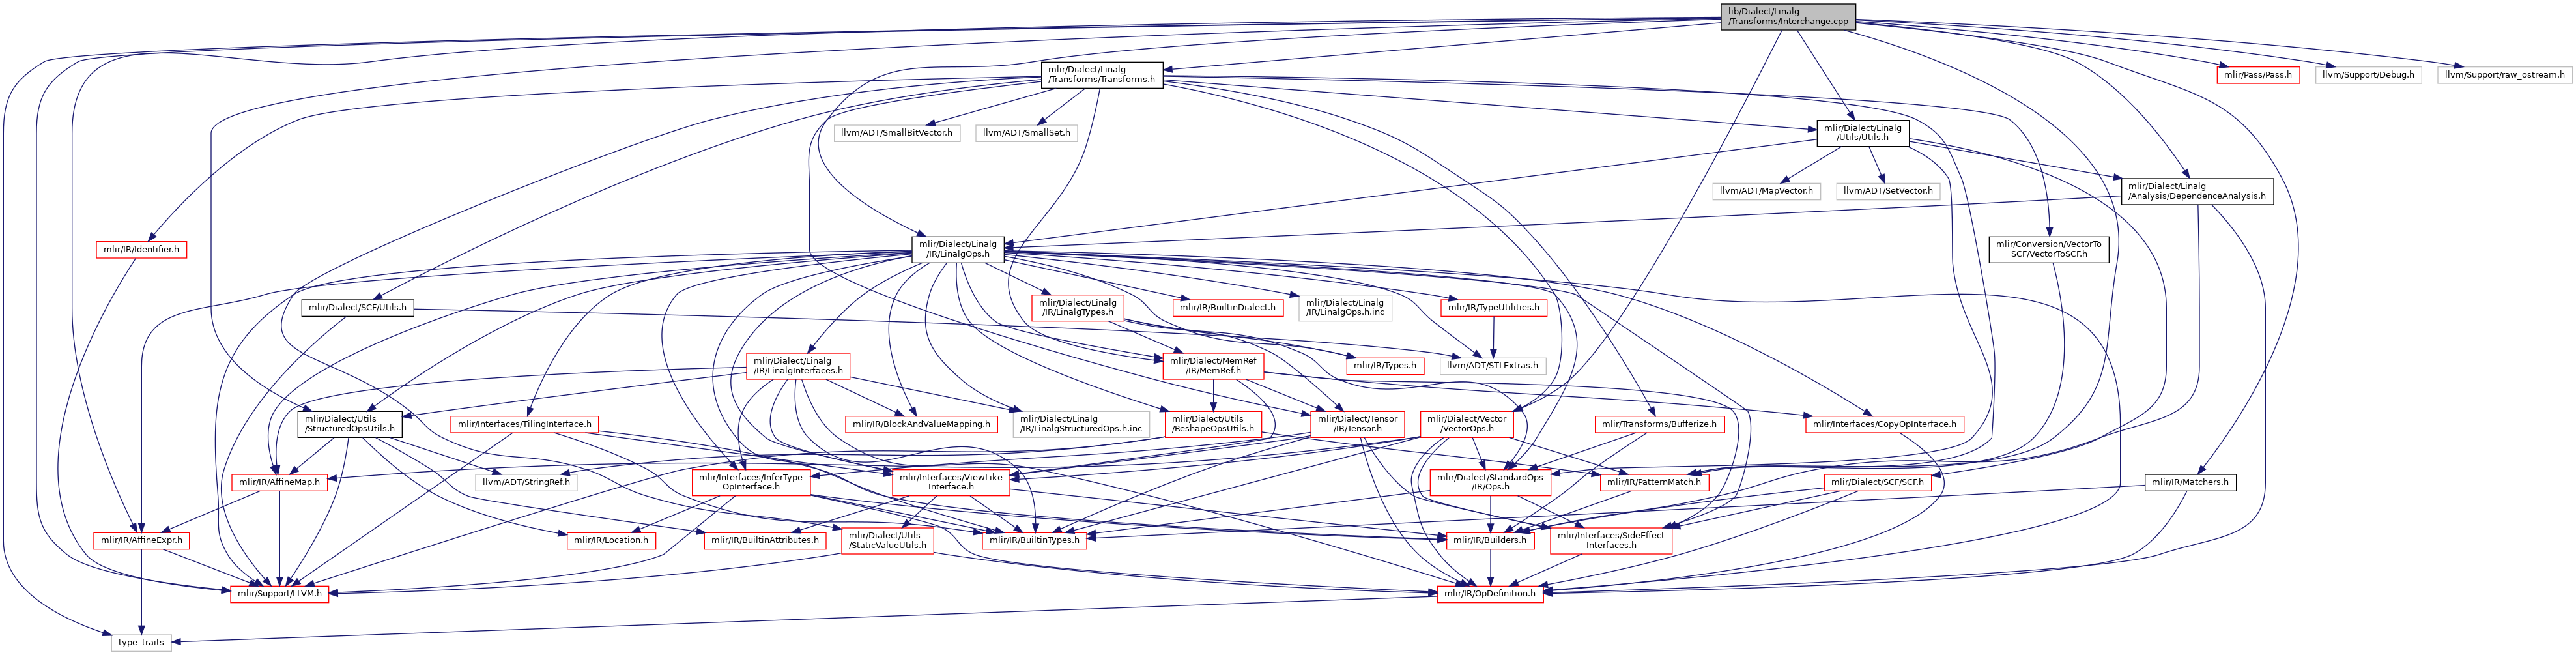 lib/Dialect/Linalg
/Transforms/Interchange.cpp
mlir/Dialect/Linalg
/Transforms/Transforms.h
mlir/Pass/Pass.h
llvm/Support/Debug.h
llvm/Support/raw_ostream.h
llvm/ADT/SmallBitVector.h
llvm/ADT/SmallSet.h
mlir/Dialect/Linalg
/Utils/Utils.h
llvm/ADT/MapVector.h
llvm/ADT/SetVector.h
mlir/Dialect/Linalg
/Analysis/DependenceAnalysis.h
mlir/IR/Identifier.h
mlir/Dialect/Linalg
/IR/LinalgOps.h
mlir/Conversion/VectorTo
SCF/VectorToSCF.h
mlir/Dialect/SCF/Utils.h
mlir/Dialect/Linalg
/IR/LinalgTypes.h
mlir/IR/BuiltinDialect.h
mlir/Dialect/Linalg
/IR/LinalgOps.h.inc
mlir/IR/TypeUtilities.h
mlir/Dialect/Linalg
/IR/LinalgInterfaces.h
mlir/Dialect/MemRef
/IR/MemRef.h
mlir/IR/Types.h
llvm/ADT/STLExtras.h
mlir/Dialect/Utils
/StructuredOpsUtils.h
mlir/Interfaces/TilingInterface.h
mlir/IR/BlockAndValueMapping.h
mlir/Dialect/Linalg
/IR/LinalgStructuredOps.h.inc
mlir/Dialect/Utils
/ReshapeOpsUtils.h
mlir/Dialect/Tensor
/IR/Tensor.h
mlir/Dialect/Vector
/VectorOps.h
mlir/Transforms/Bufferize.h
mlir/Interfaces/CopyOpInterface.h
mlir/IR/AffineMap.h
llvm/ADT/StringRef.h
mlir/Interfaces/InferType
OpInterface.h
mlir/Interfaces/ViewLike
Interface.h
mlir/Dialect/StandardOps
/IR/Ops.h
mlir/IR/PatternMatch.h
mlir/Dialect/SCF/SCF.h
mlir/IR/Matchers.h
mlir/IR/AffineExpr.h
mlir/IR/Location.h
mlir/IR/BuiltinAttributes.h
mlir/Dialect/Utils
/StaticValueUtils.h
mlir/IR/BuiltinTypes.h
mlir/IR/Builders.h
mlir/Interfaces/SideEffect
Interfaces.h
mlir/Support/LLVM.h
mlir/IR/OpDefinition.h
type_traits